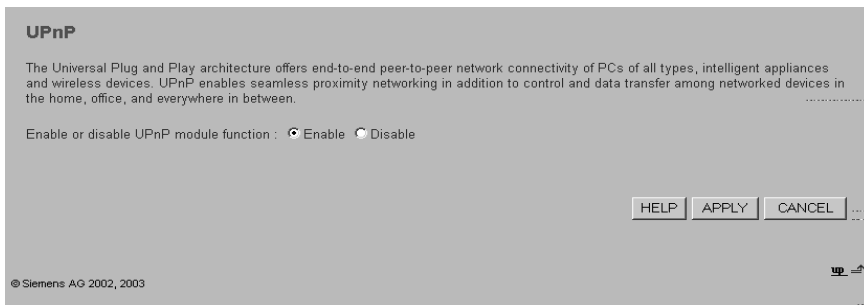 UPnP
The Universal Plug and Play architecture offers end-to-end peer-to-peer network connectivity of PCs of all types, intelligent appliances
and wireless devices. UPnP enables seamless proximity networking in addition to control and data transfer among networked devices in
the home, office, and everywhere in between.
Enable or disable UPnP module function : Enable Disable
HELP APPLY CANCEL
up
© Siemens AG 2002, 2003